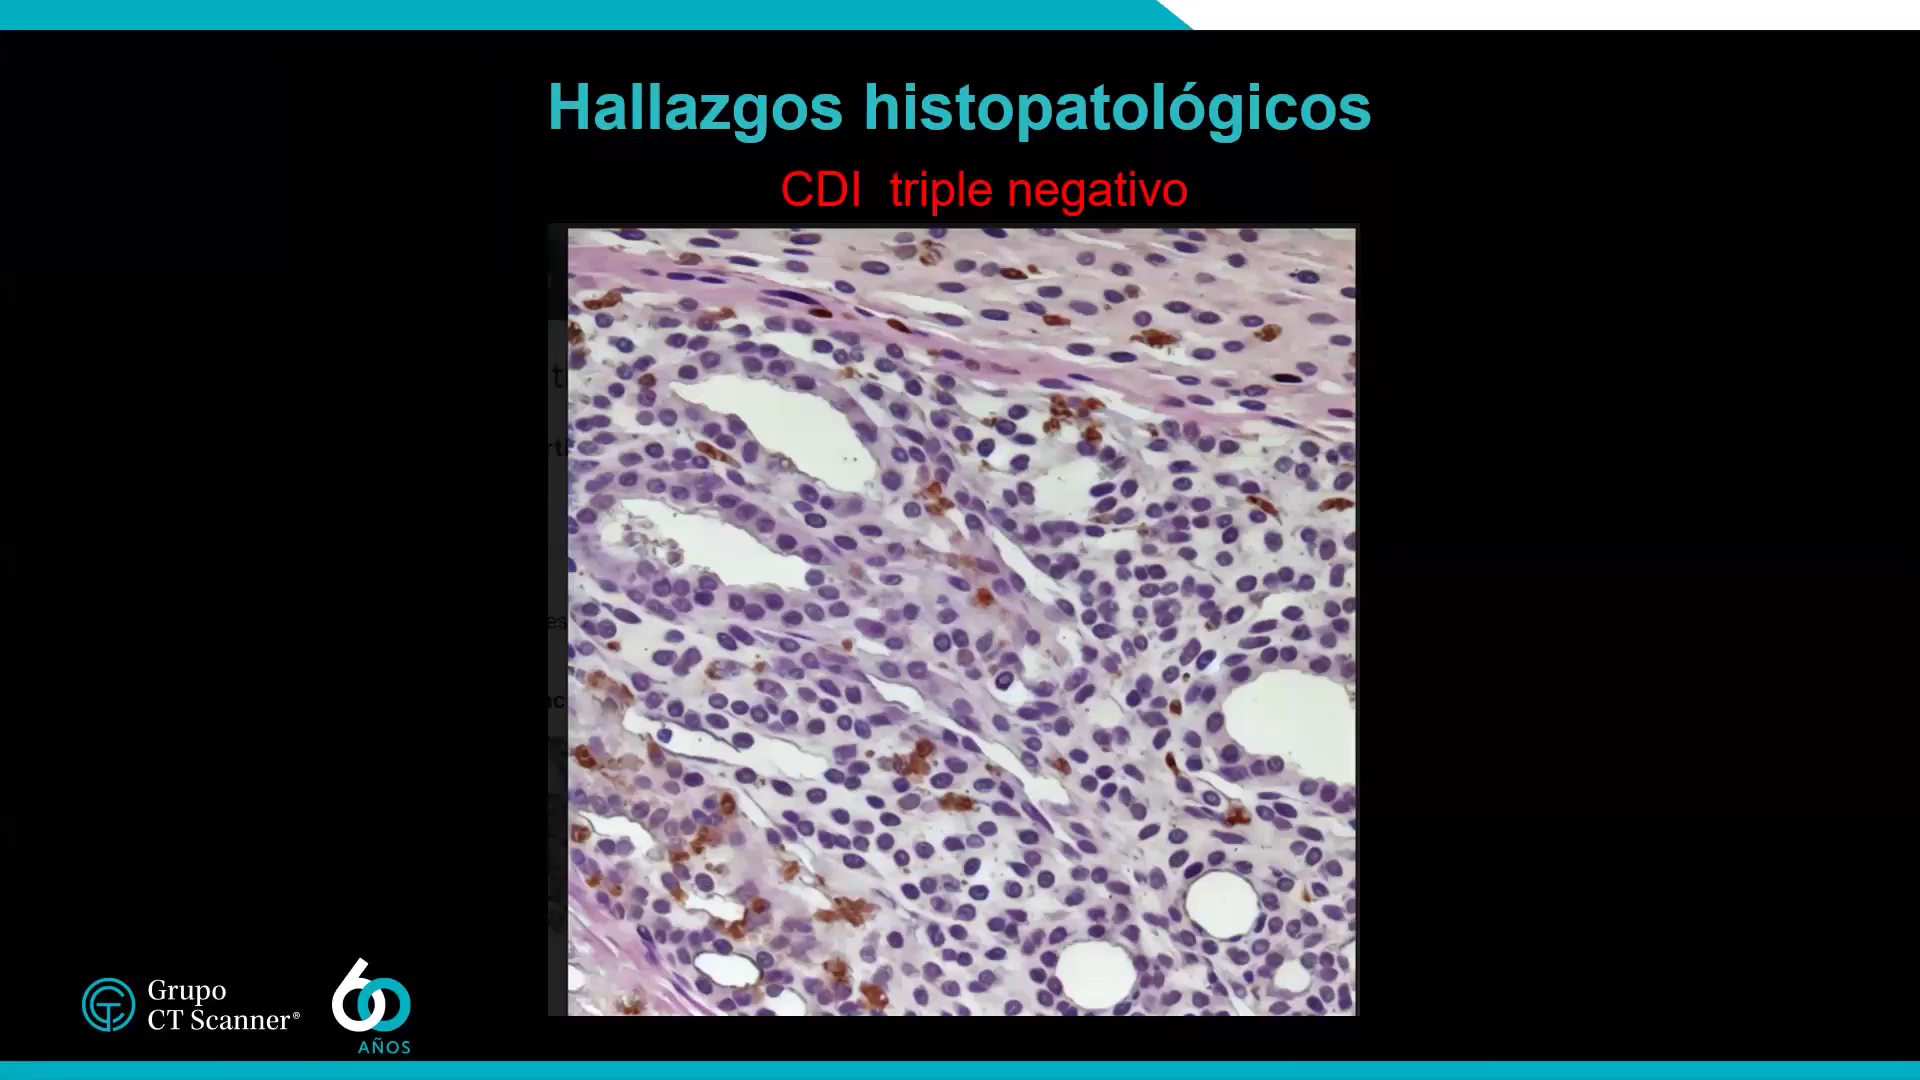 Hallazgos histopatológicos
CDI triple negativo
Grupo
CT Scanner®
60
AÑOS